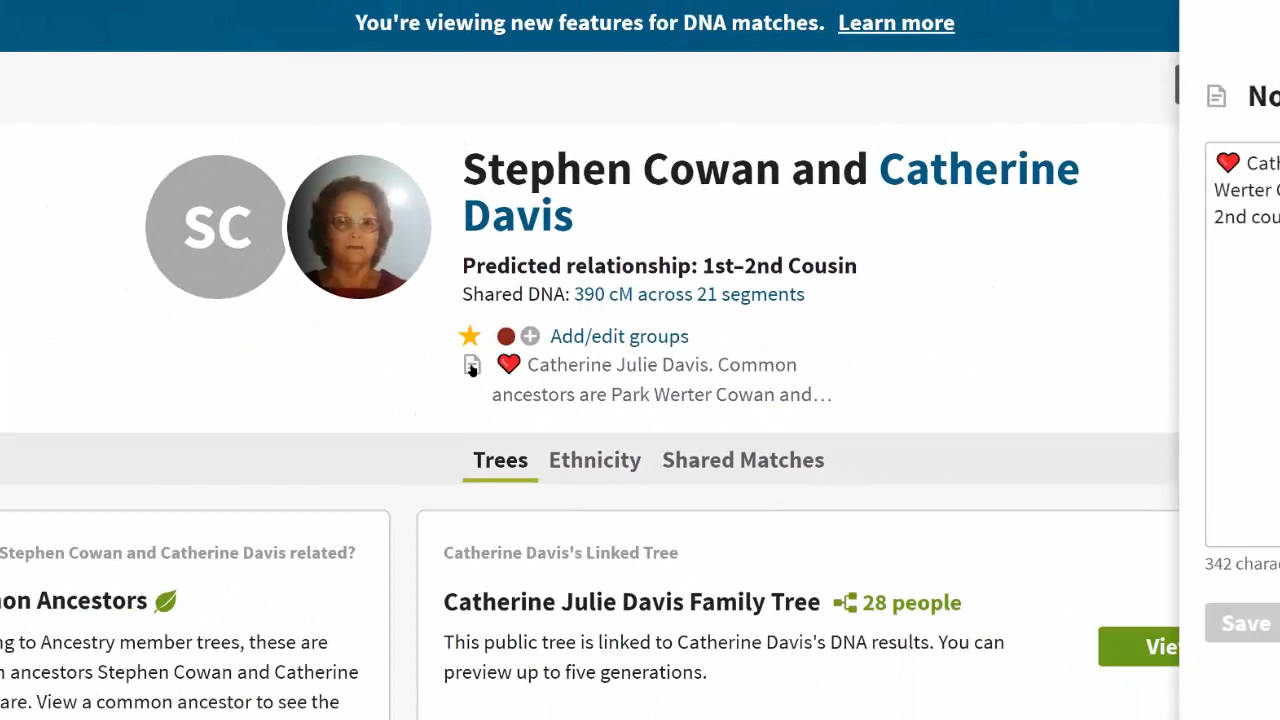 You're viewing new features for DNA matches. Learn more
SC
Stephen Cowan and Catherine
Davis
Predicted relationship: 1st–2nd Cousin
Shared DNA: 390 cM across 21 segments
Add/edit groups
Catherine Julie Davis. Common
ancestors are Park Werter Cowan and…
Trees Ethnicity Shared Matches
Stephen Cowan and Catherine Davis related?
Ancestors
to Ancestry member trees, these are
ancestors Stephen Cowan and Catherine
View a common ancestor to see the
Catherine Davis's Linked Tree
Catherine Julie Davis Family Tree 28 people
This public tree is linked to Catherine Davis's DNA results. You can
preview up to five generations.
Werter
2nd
342
Save